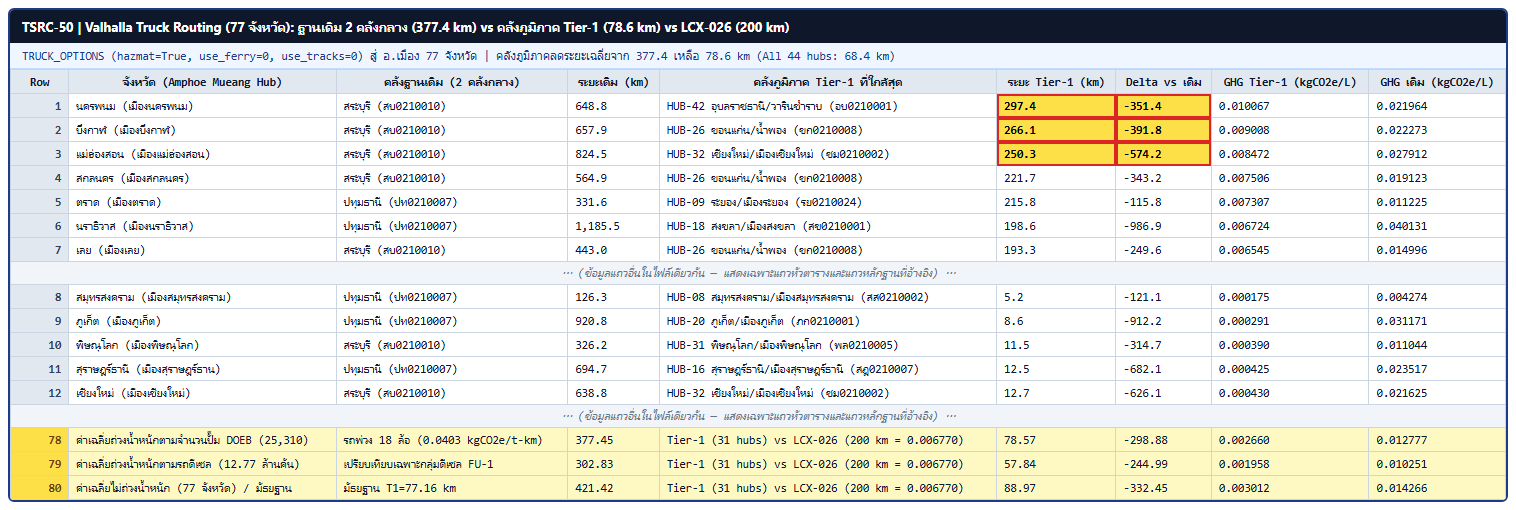 TSRC-50 | Valhalla Truck Routing (77 จังหวัด): ฐานเดิม 2 คลังกลาง (377.4 km) vs คลังภูมิภาค Tier-1 (78.6 km) vs LCX-026 (200 km)
TRUCK_OPTIONS (hazmat=True, use_ferry=0, use_tracks=0) สู่ อ.เมือง 77 จังหวัด | คลังภูมิภาคลดระยะเฉลี่ยจาก 377.4 เหลือ 78.6 km (All 44 hubs: 68.4 km)
Row จังหวัด (Amphoe Mueang Hub) คลังฐานเดิม (2 คลังกลาง) ระยะเดิม (km) คลังภูมิภาค Tier-1 ที่ใกล้สุด ระยะ Tier-1 (km) Delta vs เดิม GHG Tier-1 (kgCO2e/L) GHG เดิม (kgCO2e/L)
1 นครพนม (เมืองนครพนม) สระบุรี (สบ0210010) 648.8 HUB-42 อุบลราชธานี/วารินชำราบ (อบ0210001) 297.4 -351.4 0.010067 0.021964
2 บึงกาฬ (เมืองบึงกาฬ) สระบุรี (สบ0210010) 657.9 HUB-26 ขอนแก่น/น้ำพอง (ขก0210008) 266.1 -391.8 0.009008 0.022273
3 แม่ฮ่องสอน (เมืองแม่ฮ่องสอน) สระบุรี (สบ0210010) 824.5 HUB-32 เชียงใหม่/เมืองเชียงใหม่ (ชม0210002) 250.3 -574.2 0.008472 0.027912
4 สกลนคร (เมืองสกลนคร) สระบุรี (สบ0210010) 564.9 HUB-26 ขอนแก่น/น้ำพอง (ขก0210008) 221.7 -343.2 0.007506 0.019123
5 ตราด (เมืองตราด) ปทุมธานี (ปท0210007) 331.6 HUB-09 ระยอง/เมืองระยอง (รย0210024) 215.8 -115.8 0.007307 0.011225
6 นราธิวาส (เมืองนราธิวาส) ปทุมธานี (ปท0210007) 1,185.5 HUB-18 สงขลา/เมืองสงขลา (สข0210001) 198.6 -986.9 0.006724 0.040131
7 เลย (เมืองเลย) สระบุรี (สบ0210010) 443.0 HUB-26 ขอนแก่น/น้ำพอง (ขก0210008) 193.3 -249.6 0.006545 0.014996
… (ข้อมูลแถวอื่นในไฟล์เดียวกัน — แสดงเฉพาะแถวหัวตารางและแถวหลักฐานที่อ้างอิง) …
8 สมุทรสงคราม (เมืองสมุทรสงคราม) ปทุมธานี (ปท0210007) 126.3 HUB-08 สมุทรสงคราม/เมืองสมุทรสงคราม (สส0210002) 5.2 -121.1 0.000175 0.004274
9 ภูเก็ต (เมืองภูเก็ต) ปทุมธานี (ปท0210007) 920.8 HUB-20 ภูเก็ต/เมืองภูเก็ต (ภก0210001) 8.6 -912.2 0.000291 0.031171
10 พิษณุโลก (เมืองพิษณุโลก) สระบุรี (สบ0210010) 326.2 HUB-31 พิษณุโลก/เมืองพิษณุโลก (พล0210005) 11.5 -314.7 0.000390 0.011044
11 สุราษฎร์ธานี (เมืองสุราษฎร์ธานี) ปทุมธานี (ปท0210007) 694.7 HUB-16 สุราษฎร์ธานี/เมืองสุราษฎร์ธานี (สฎ0210007) 12.5 -682.1 0.000425 0.023517
12 เชียงใหม่ (เมืองเชียงใหม่) สระบุรี (สบ0210010) 638.8 HUB-32 เชียงใหม่/เมืองเชียงใหม่ (ชม0210002) 12.7 -626.1 0.000430 0.021625
… (ข้อมูลแถวอื่นในไฟล์เดียวกัน — แสดงเฉพาะแถวหัวตารางและแถวหลักฐานที่อ้างอิง) …
78 ค่าเฉลี่ยถ่วงน้ำหนักตามจำนวนปั๊ม DOEB (25,310) รถพ่วง 18 ล้อ (0.0403 kgCO2e/t-km) 377.45 Tier-1 (31 hubs) vs LCX-026 (200 km = 0.006770) 78.57 -298.88 0.002660 0.012777
79 ค่าเฉลี่ยถ่วงน้ำหนักตามรถดีเซล (12.77 ล้านคัน) เปรียบเทียบเฉพาะกลุ่มดีเซล FU-1 302.83 Tier-1 (31 hubs) vs LCX-026 (200 km = 0.006770) 57.84 -244.99 0.001958 0.010251
80 ค่าเฉลี่ยไม่ถ่วงน้ำหนัก (77 จังหวัด) / มัธยฐาน มัธยฐาน T1=77.16 km 421.42 Tier-1 (31 hubs) vs LCX-026 (200 km = 0.006770) 88.97 -332.45 0.003012 0.014266